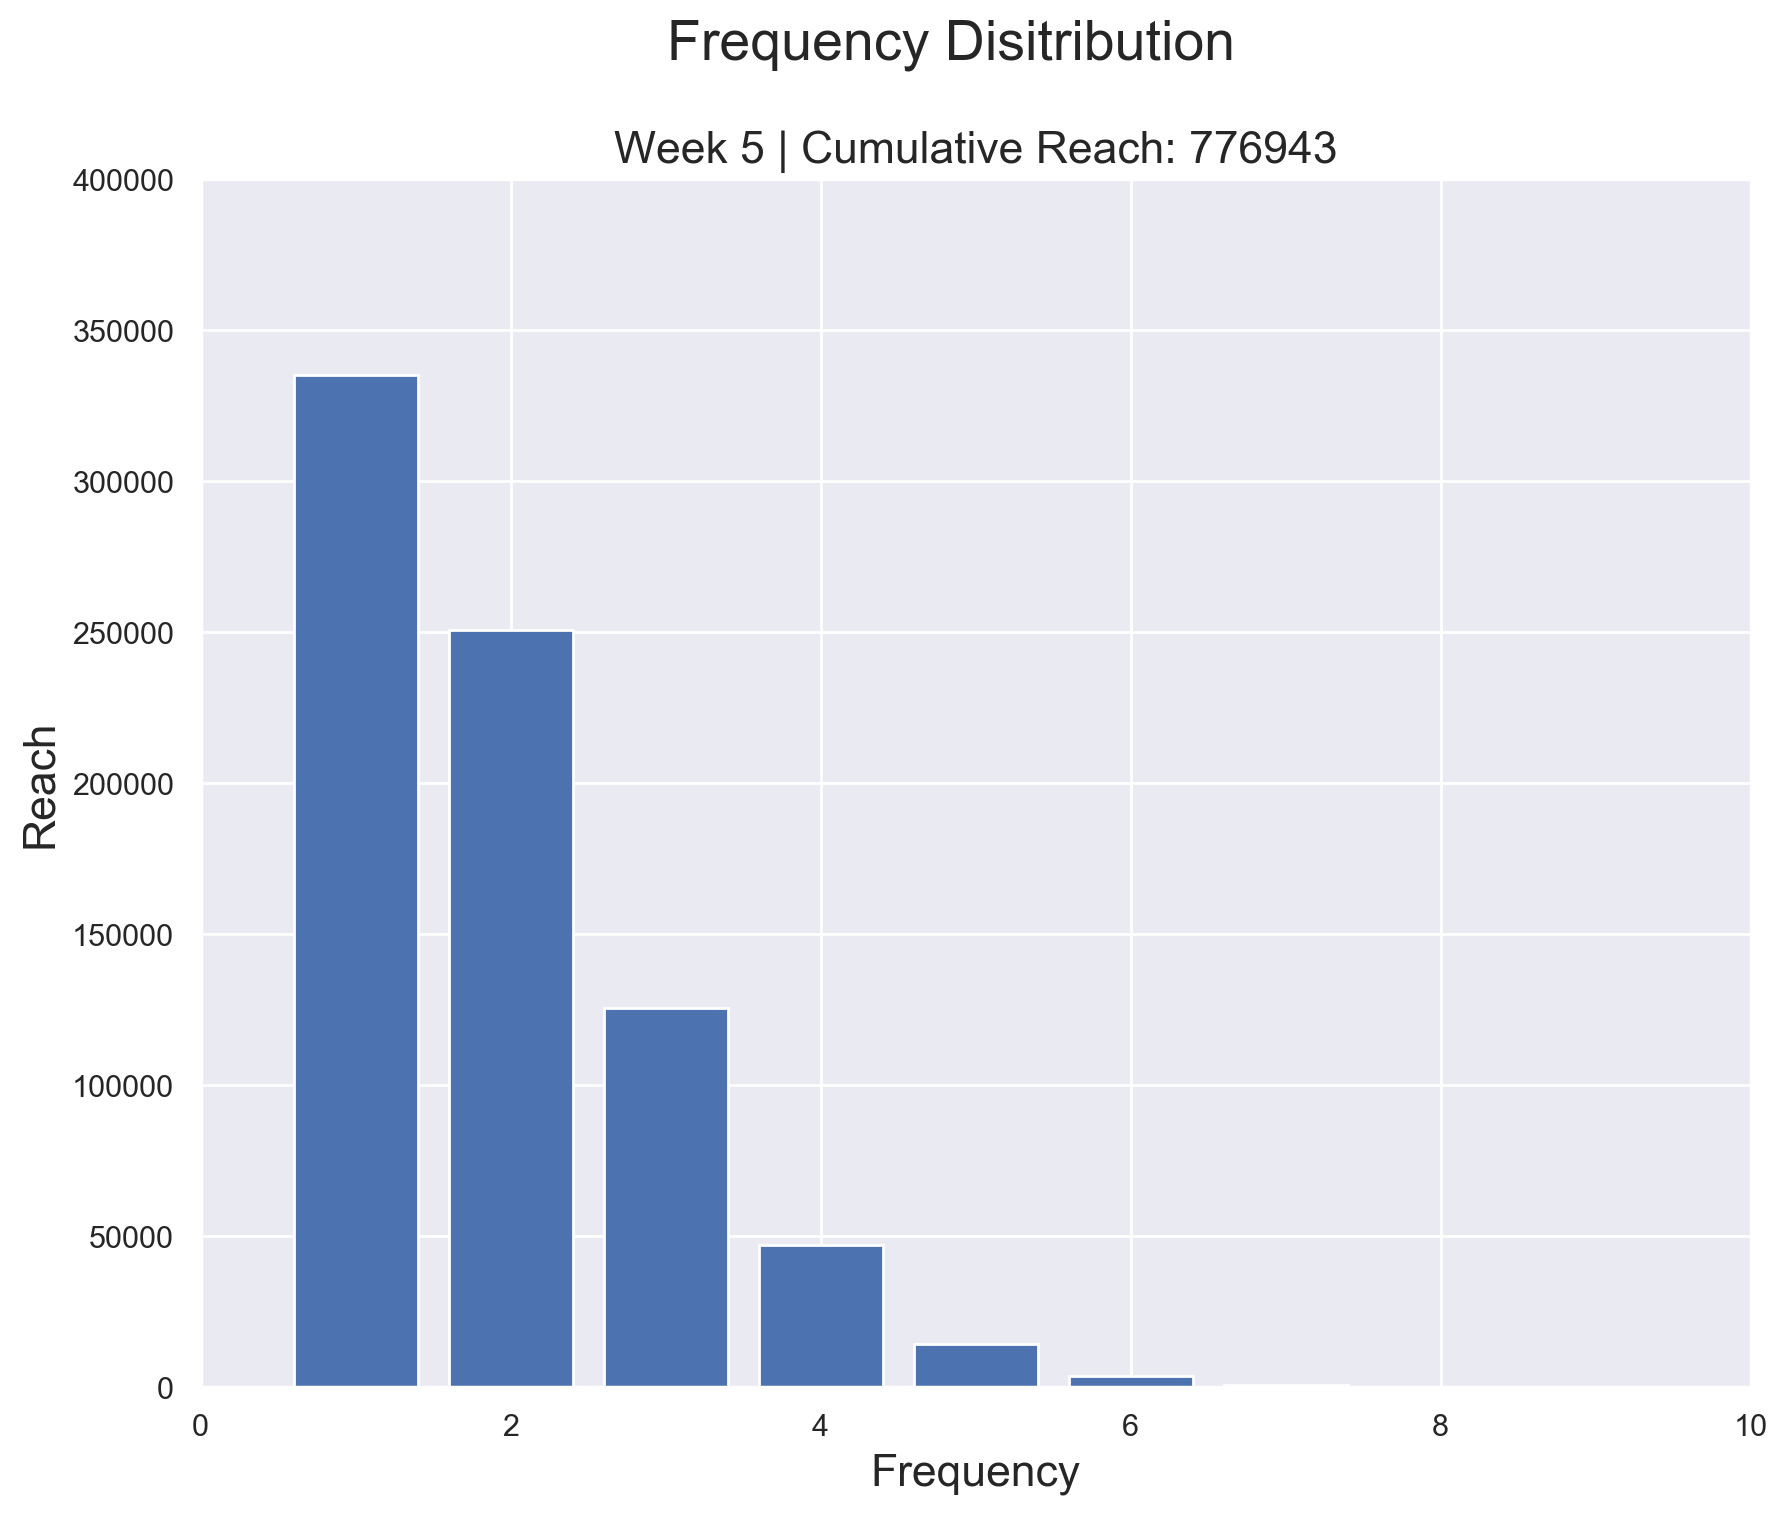 Frequency Disitribution
Week 5 | Cumulative Reach: 776943
400000
350000
300000
250000
200000
150000
100000
50000
0
Reach
0 2 4 6 8 10
Frequency